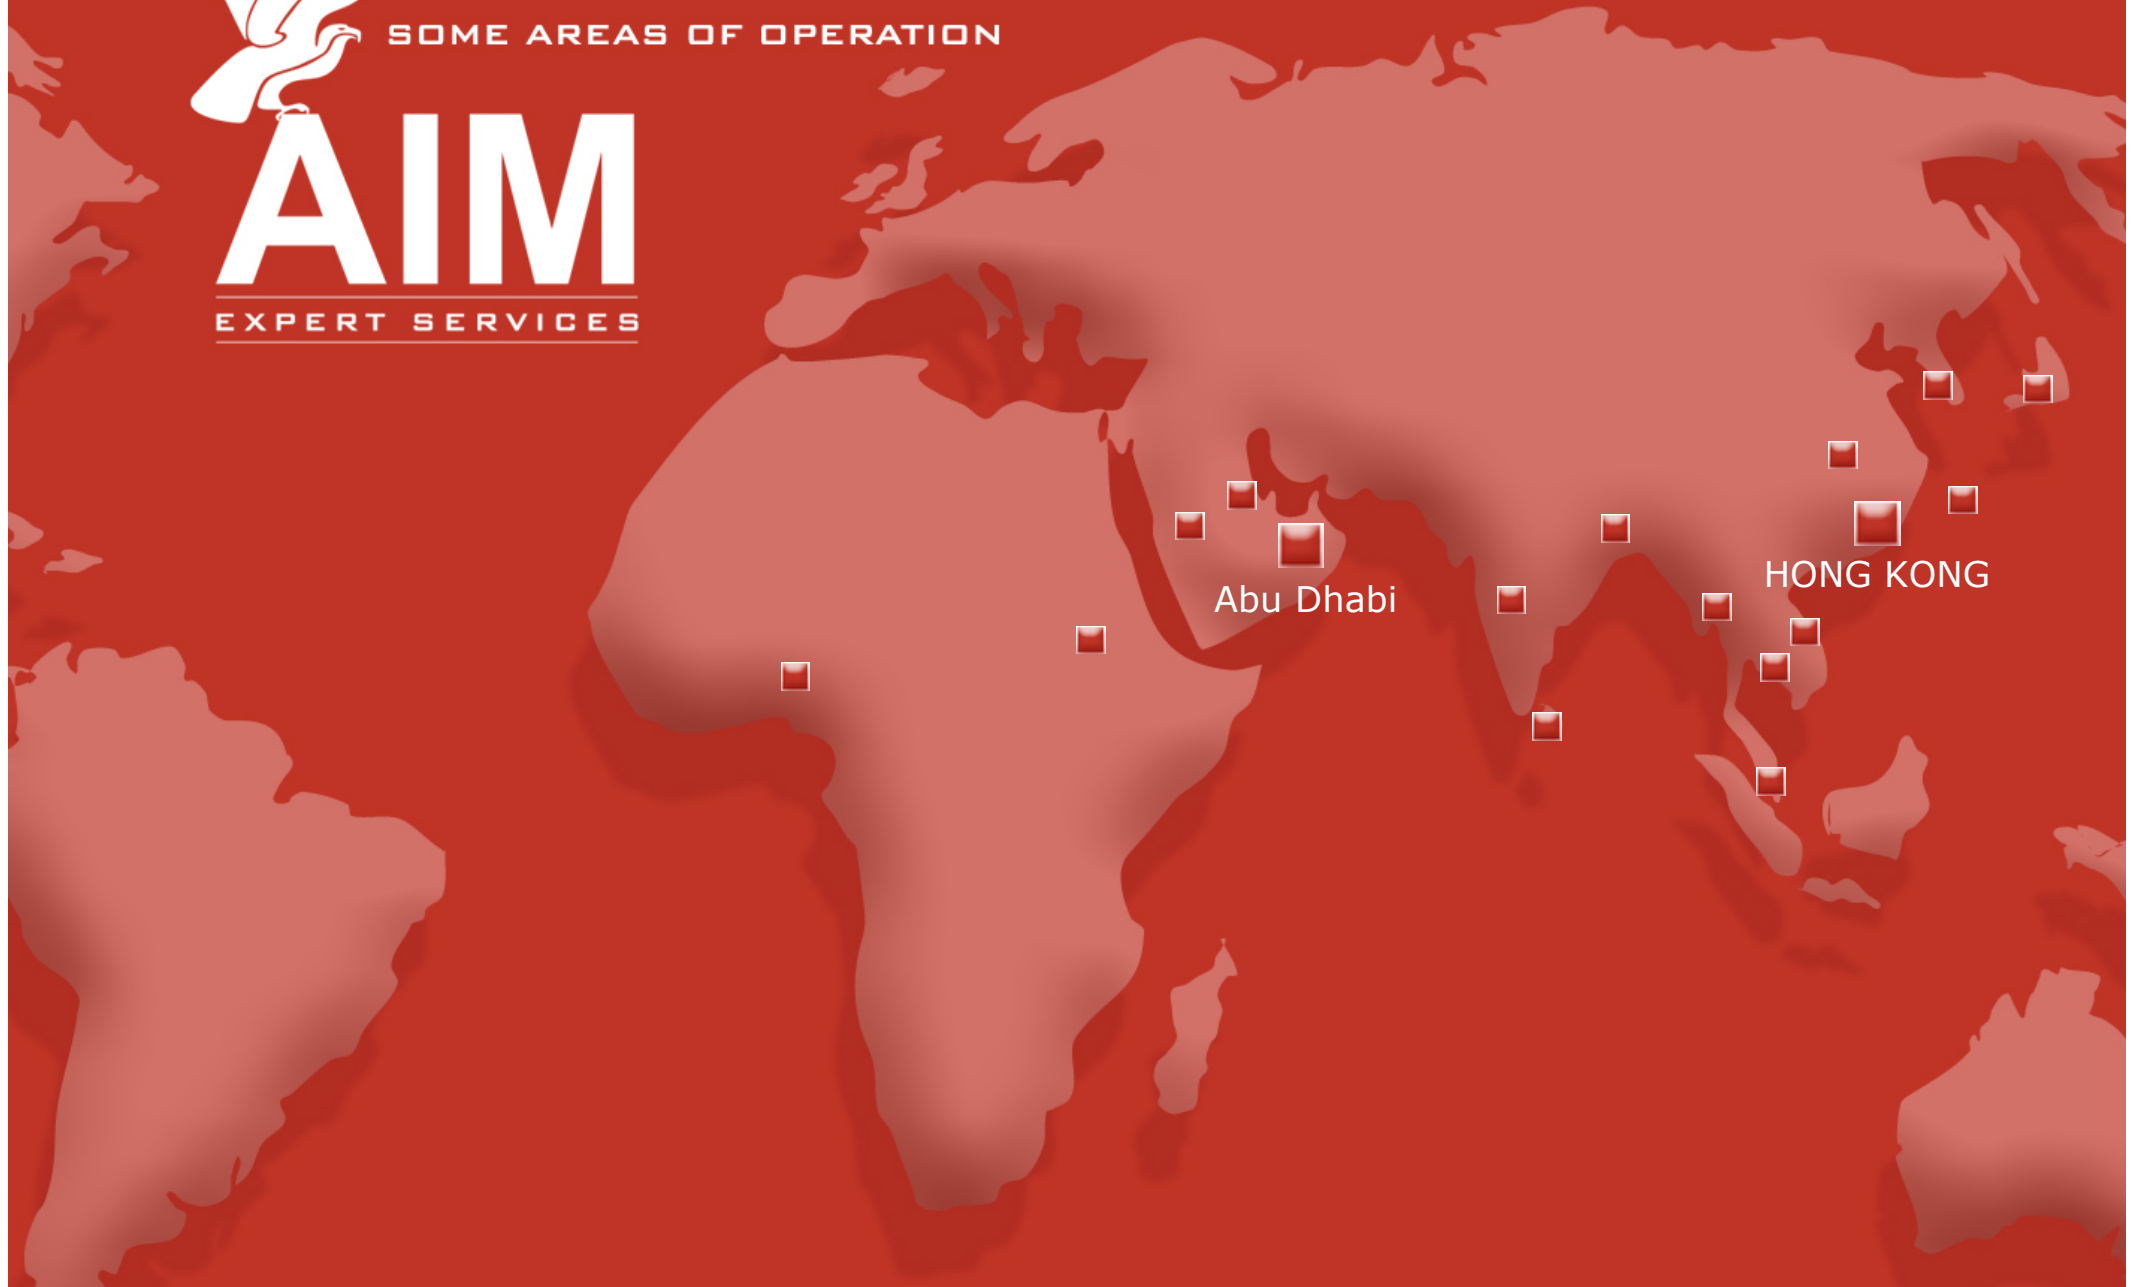 SOME AREAS OF OPERATION
AIM
EXPERT SERVICES
HONG KONG
Abu Dhabi